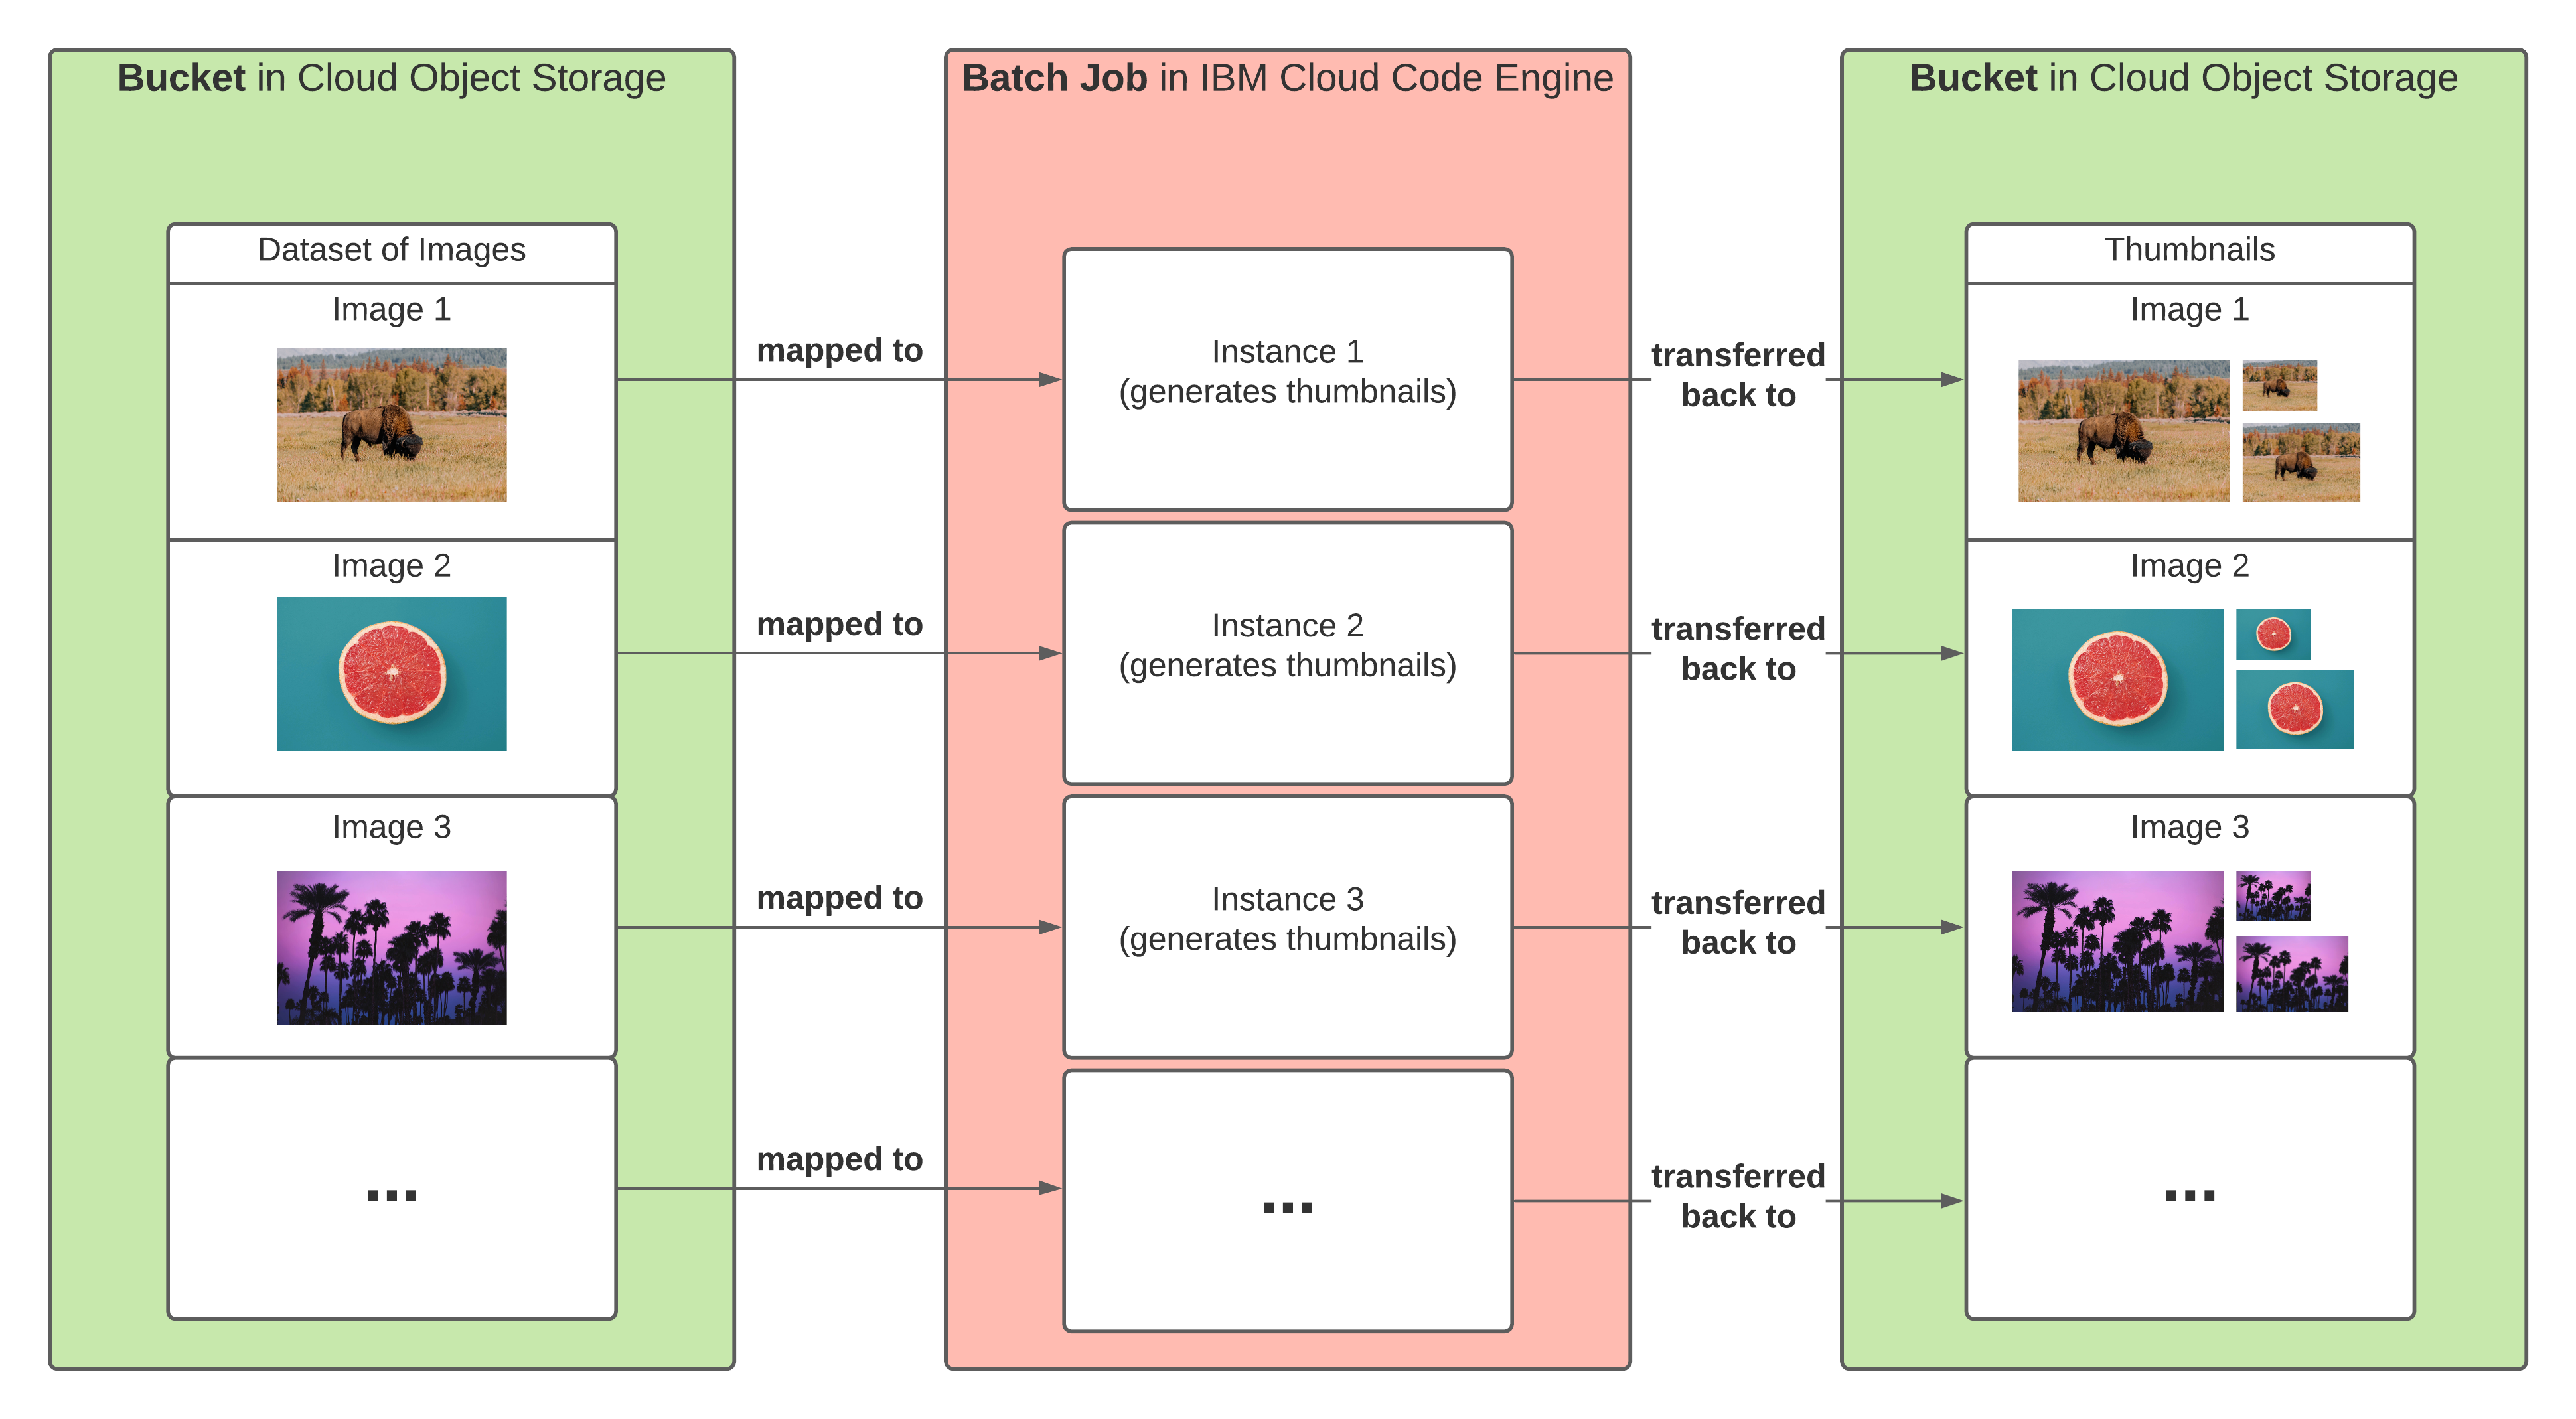 Bucket in Cloud Object Storage
Dataset of Images
Image 1
Image 2
Image 3
...
mapped to
mapped to
mapped to
mapped to
Batch Job in IBM Cloud Code Engine
Instance 1
(generates thumbnails)
Instance 2
(generates thumbnails)
Instance 3
(generates thumbnails)
...
transferred
back to
transferred
back to
transferred
back to
transferred
back to
Bucket in Cloud Object Storage
Thumbnails
Image 1
Image 2
Image 3
...